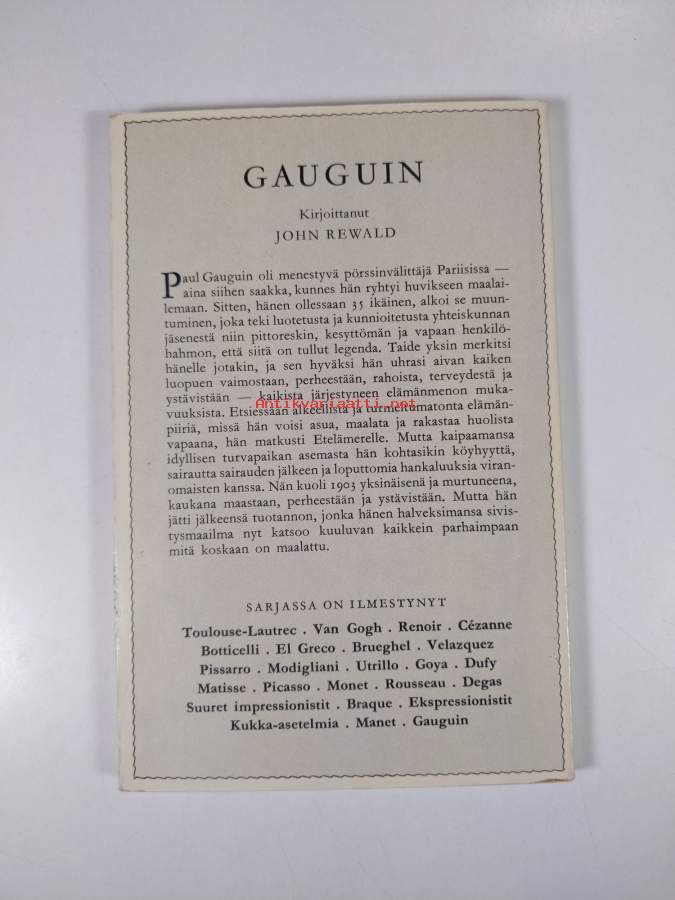 GAUGUIN
Kirjoittanut
JOHN REWALD
Paul Gauguin oli menestyvä pörssinvälittäjä Pariisissa —
aina siihen saakka, kunnes hän ryhtyi huvikseen maalai-
lemaan. Sitten, hänen ollessaan 35 ikäinen, alkoi se muun-
tuminen, joka teki luotetusta ja kunnioitetusta yhteiskunnan
jäsenestä niin pittoreskin, kesyttömän ja vapaan henkilö-
hahmon, että siitä on tullut legenda. Taide yksin merkitsi
hänelle jotakin, ja sen hyväksi hän uhrasi aivan kaiken
luopuen vaimostaan, perheestään, rahoista, terveydestä ja
ystävistään — kaikista järjestyneen elämänmenon muka-
Antikvariaatti.net
vuuksista. Etsiessään alkeellista ja turmeltumatonta elämän-
piiriä, missä hän voisi asua, maalata ja rakastaa huolista
vapaana, hän matkusti Etelämerelle. Mutta kaipaamansa
idyllisen turvapaikan asemasta hän kohtasikin köyhyyttä,
sairautta sairauden jälkeen ja loputtomia hankaluuksia viran-
omaisten kanssa. Nän kuoli 1903 yksinäisenä ja murtuneena,
kaukana maastaan, perheestään ja ystävistään. Mutta hän
jätti jälkeensä tuotannon, jonka hänen halveksimansa sivis-
tysmaailma nyt katsoo kuuluvan kaikkein parhaimpaan
mitä koskaan on maalattu.
SARJASSA ON ILMESTYNYT
Toulouse-Lautrec . Van Gogh . Renoir . Cézanne
Botticelli . El Greco . Brueghel . Velazquez
Pissarro . Modigliani . Utrillo . Goya . Dufy
Matisse . Picasso . Monet . Rousseau . Degas
Suuret impressionistit . Braque . Ekspressionistit
Kukka-asetelmia . Manet . Gauguin